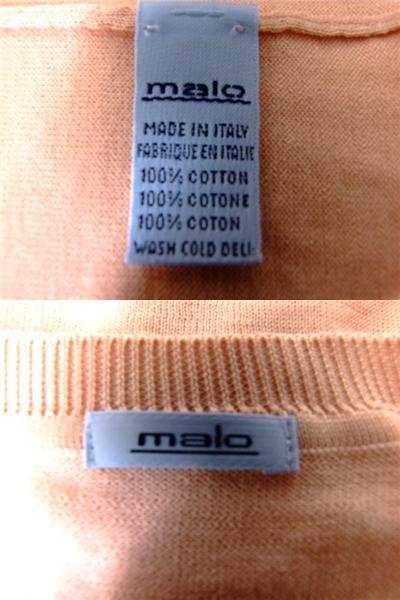 malo
MADE IN ITALY
FABRIQUE EN ITALIE
100% COTTON
100% COTONE
100% COTON
WASH COLD DELI
malo